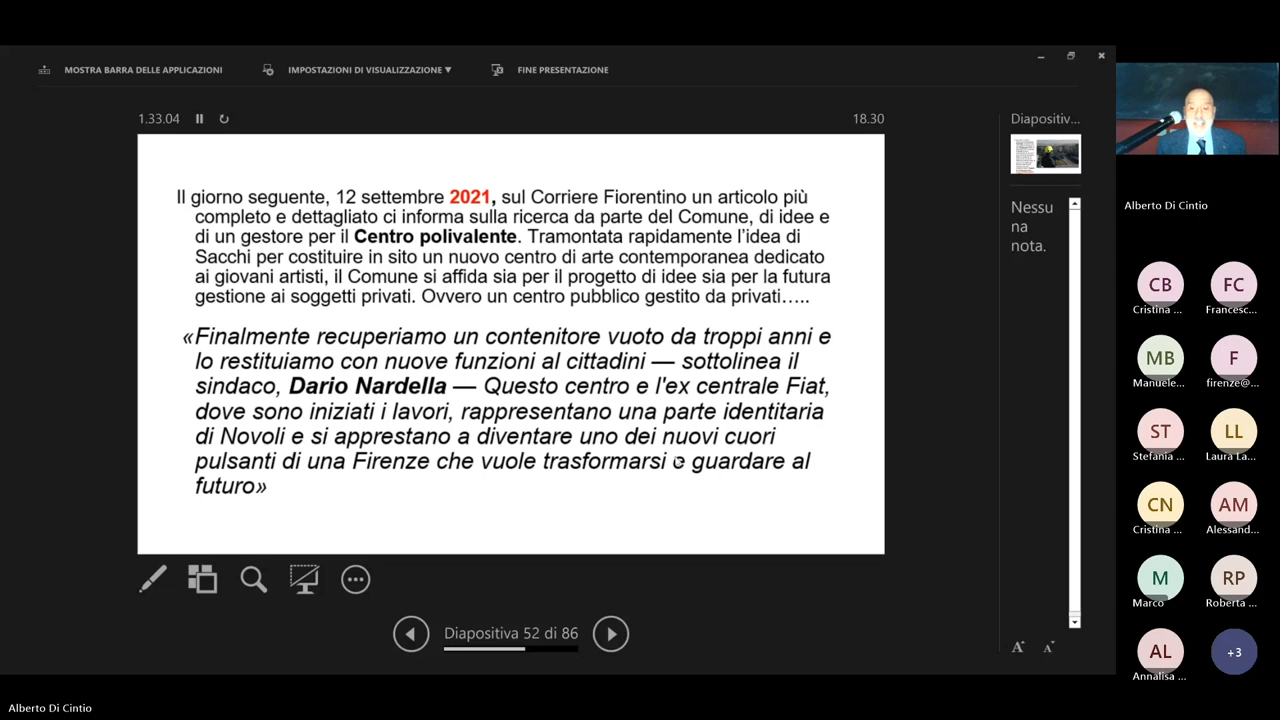 MOSTRA BARRA DELLE APPLICAZIONI
IMPOSTAZIONI DI VISUALIZZAZIONE ▼
FINE PRESENTAZIONE
1.33.04
18.30
Il giorno seguente, 12 settembre 2021, sul Corriere Fiorentino un articolo più
completo e dettagliato ci informa sulla ricerca da parte del Comune, di idee e
di un gestore per il Centro polivalente. Tramontata rapidamente l'idea di
Sacchi per costituire in sito un nuovo centro di arte contemporanea dedicato
ai giovani artisti, il Comune si affida sia per il progetto di idee sia per la futura
gestione ai soggetti privati. Ovvero un centro pubblico gestito da privati…..
«Finalmente recuperiamo un contenitore vuoto da troppi anni e
lo restituiamo con nuove funzioni al cittadini — sottolinea il
sindaco, Dario Nardella — Questo centro e l'ex centrale Fiat,
dove sono iniziati i lavori, rappresentano una parte identitaria
di Novoli e si apprestano a diventare uno dei nuovi cuori
pulsanti di una Firenze che vuole trasformarsi e guardare al
futuro»
Diapositiva 52 di 86
Diapositiv...
Nessu
na
nota.
A
A
Alberto Di Cintio
CB
FC
Cristina ...
Francesc...
MB
F
Manuele...
firenze@...
ST
LL
Stefania ...
Laura La...
CN
AM
Cristina ...
Alessand...
M
RP
Marco
Roberta ...
AL
+3
Annalisa ...
Alberto Di Cintio